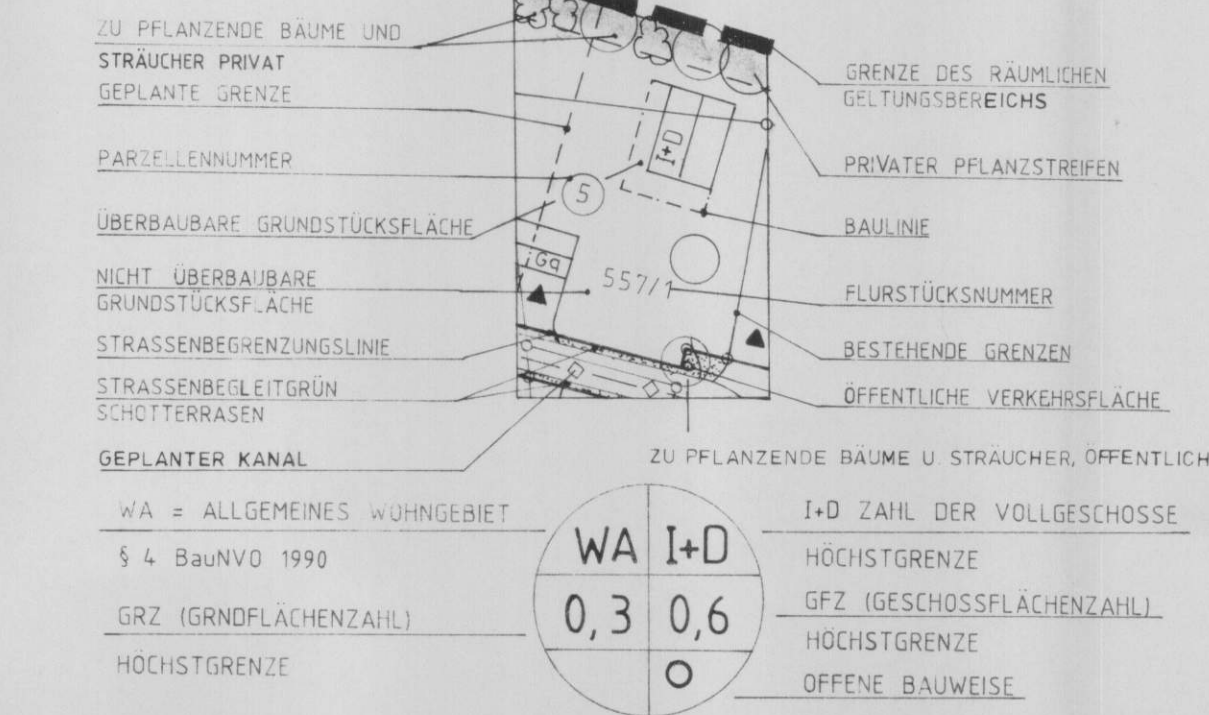 ZU PFLANZENDE BÄUME UND
STRÄUCHER PRIVAT
GEPLANTE GRENZE
PARZELLENNUMMER
ÜBERBAUBARE GRUNDSTÜCKSFLÄCHE
NICHT ÜBERBAUBARE
GRUNDSTÜCKSFLÄCHE
STRASSENBEGRENZUNGSLINIE
STRASSENBEGLEITGRÜN
SCHOTTERRASEN
GEPLANTER KANAL
I+D
5
Ga
557/1
GRENZE DES RÄUMLICHEN
GELTUNGSBEREICHS
PRIVATER PFLANZSTREIFEN
BAULINIE
FLURSTÜCKSNUMMER
BESTEHENDE GRENZEN
ÖFFENTLICHE VERKEHRSFLÄCHE
ZU PFLANZENDE BÄUME U. STRÄUCHER, ÖFFENTLICH
WA = ALLGEMEINES WOHNGEBIET
§ 4 BauNVO 1990
GRZ (GRNDFLÄCHENZAHL)
HÖCHSTGRENZE
WA I+D
0,3 0,6
O
I+D ZAHL DER VOLLGESCHOSSE
HÖCHSTGRENZE
GFZ (GESCHOSSFLÄCHENZAHL)
HÖCHSTGRENZE
OFFENE BAUWEISE